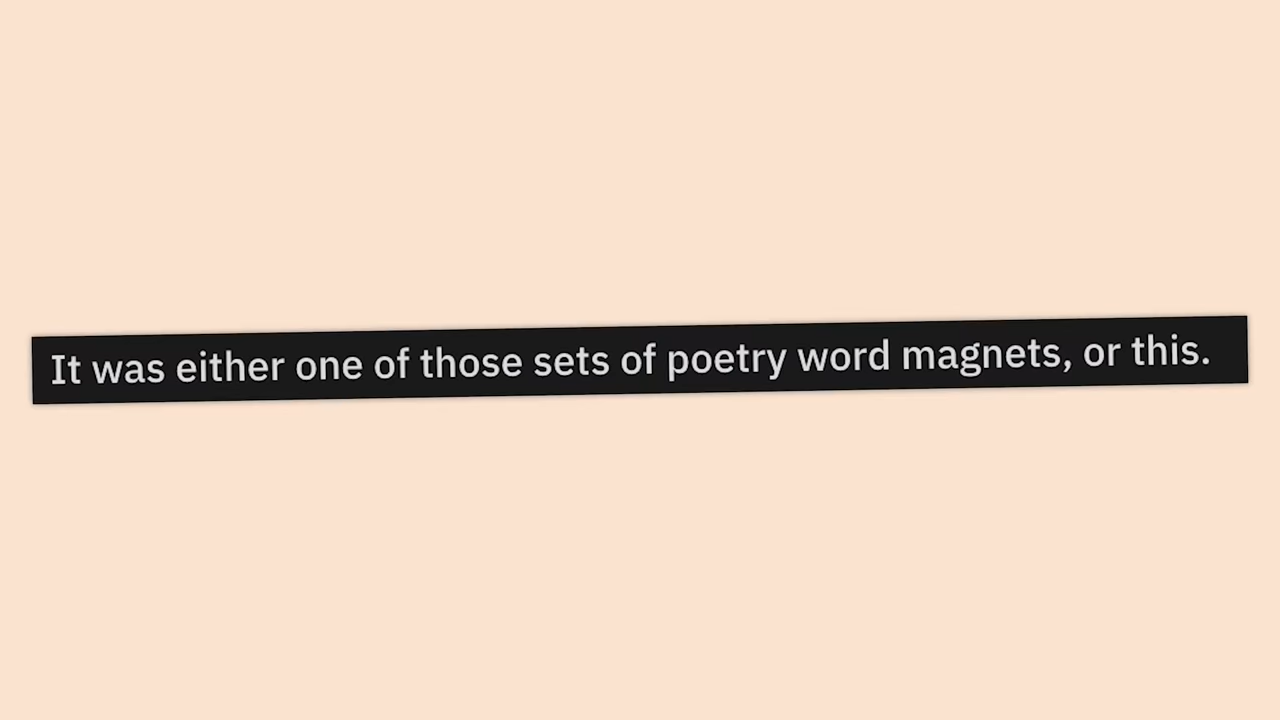 It was either one of those sets of poetry word magnets, or this.